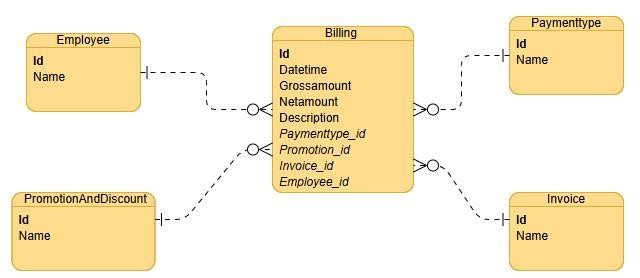 Employee
Id
Name
Billing
Id
Datetime
Grossamount
Netamount
Description
Paymenttype_id
Promotion_id
Invoice_id
Employee_id
Paymenttype
Id
Name
PromotionAndDiscount
Id
Name
Invoice
Id
Name